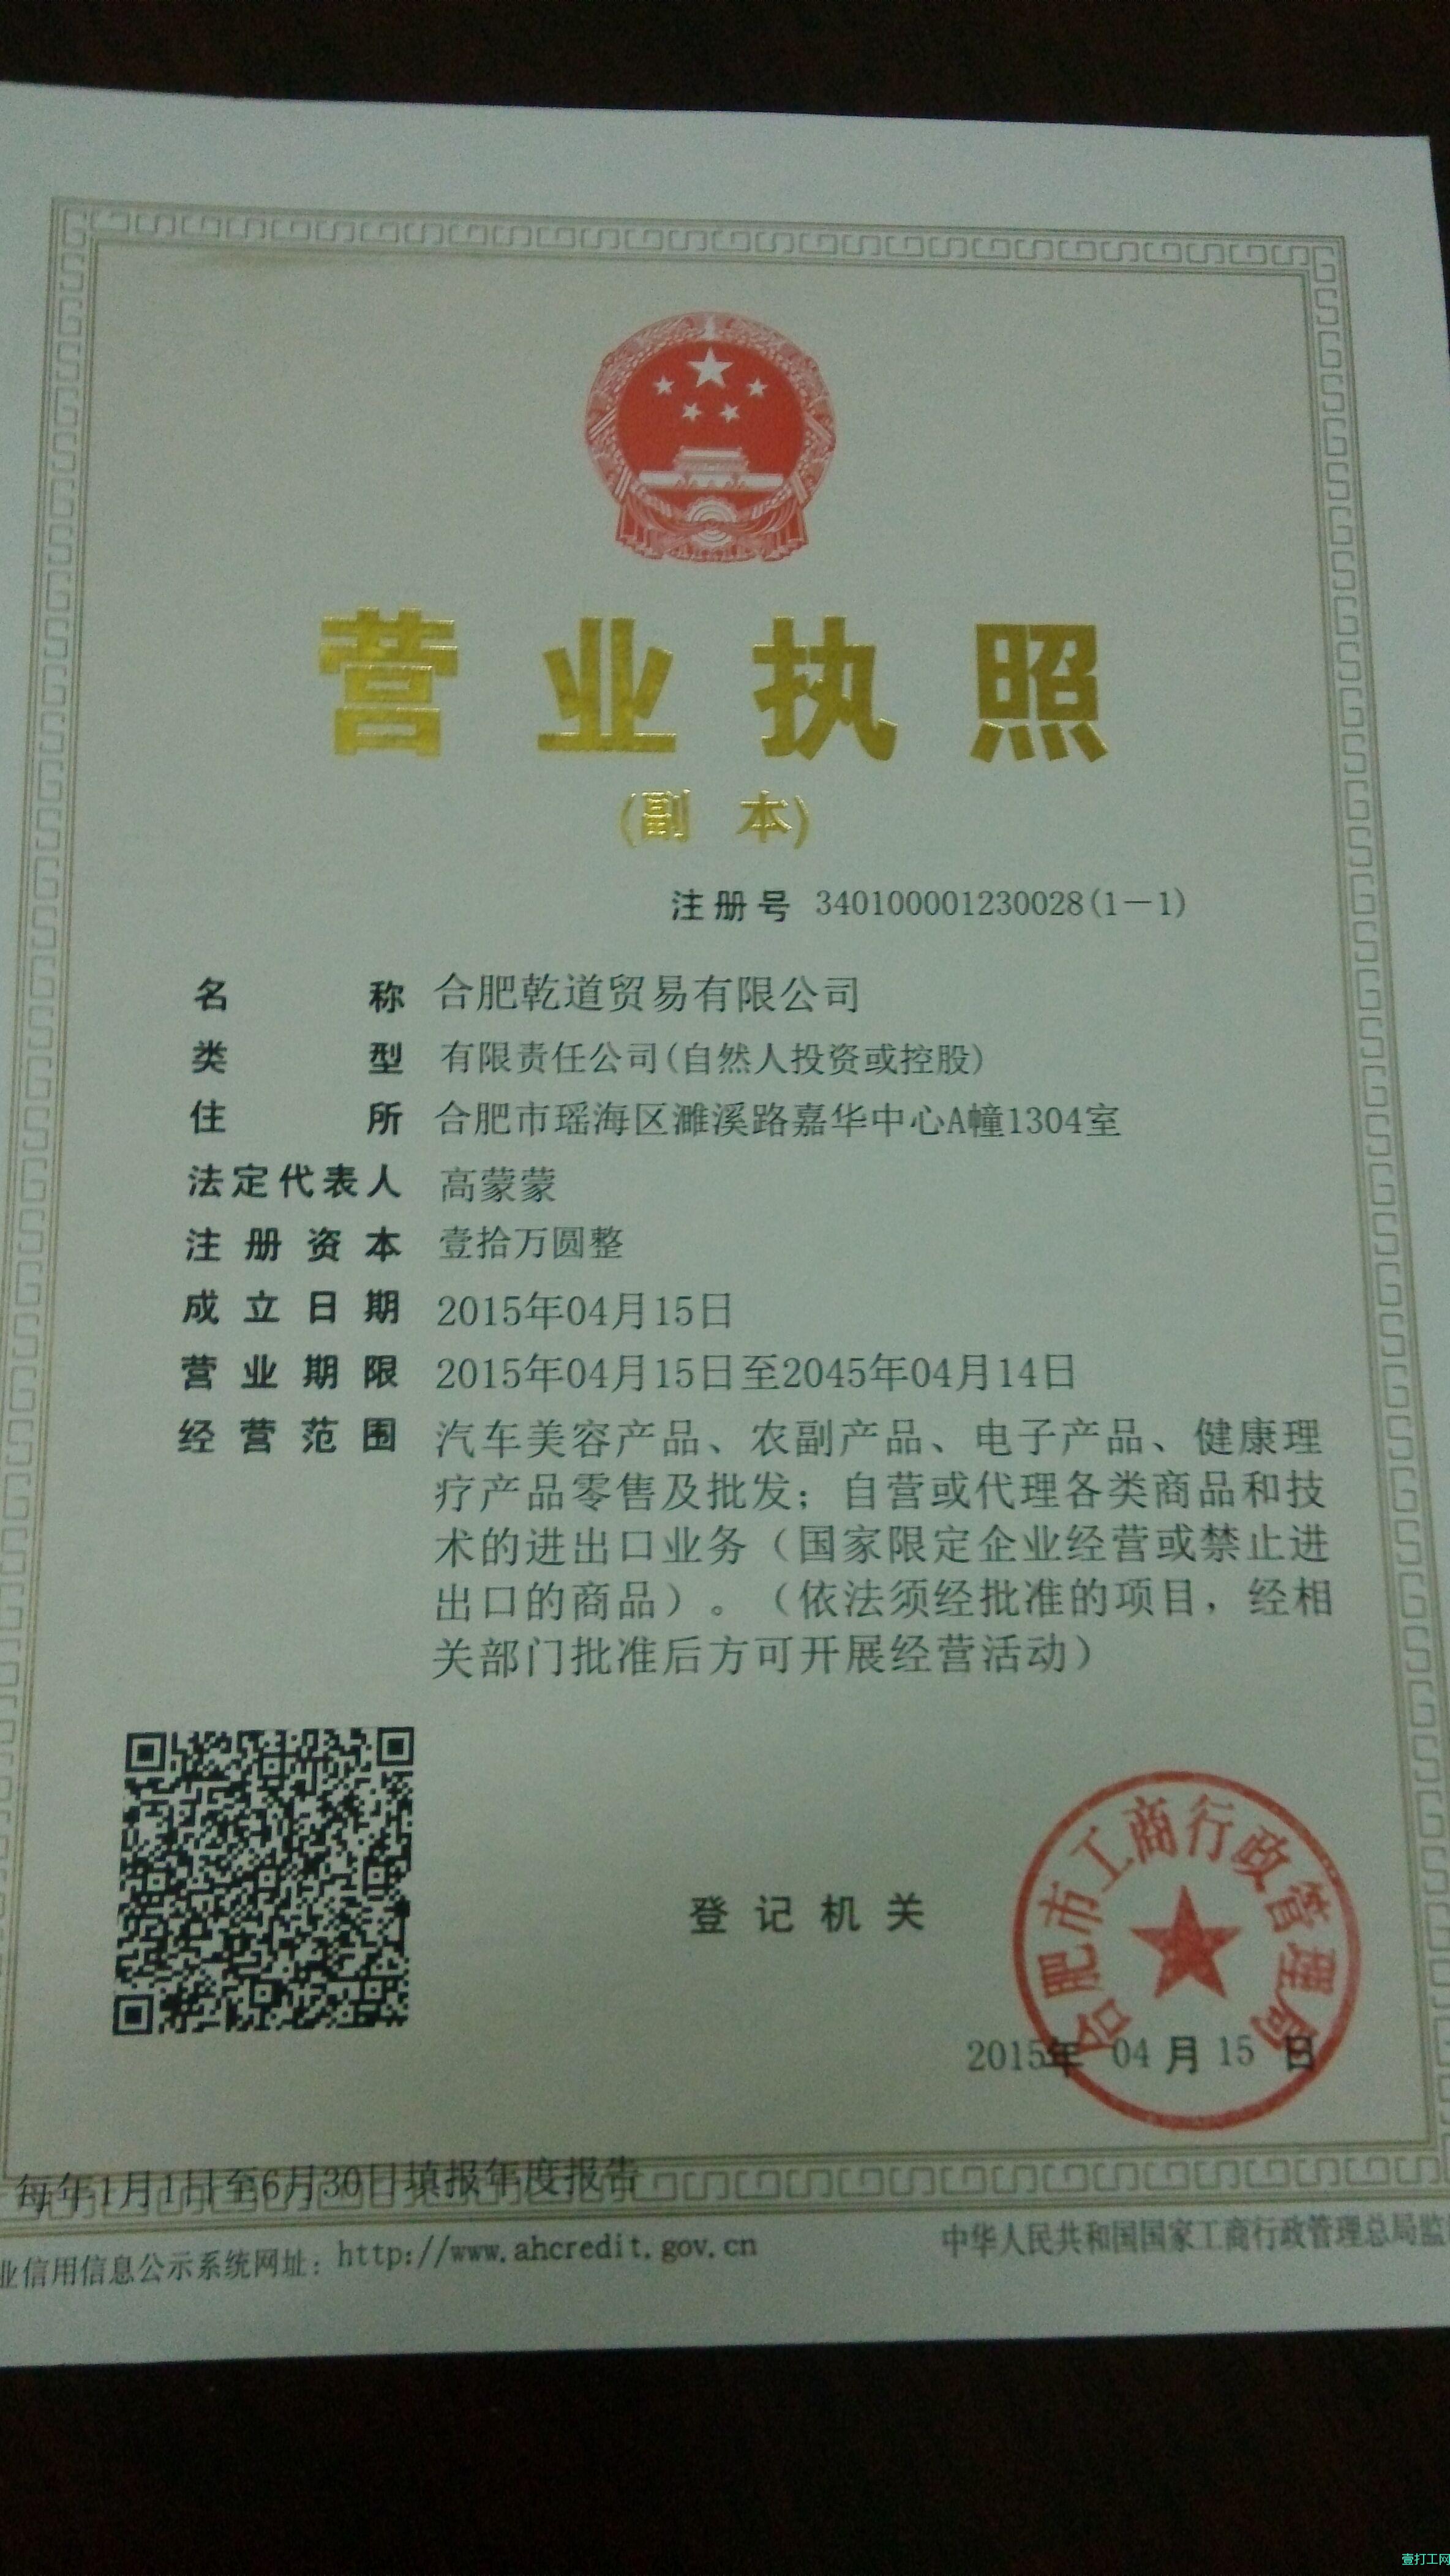 营业执照
(副 本)
注册号 340100001230028(1-1)
名 称 合肥乾道贸易有限公司
类 型 有限责任公司(自然人投资或控股)
住 所 合肥市瑶海区濉溪路嘉华中心A幢1304室
法定代表人 高蒙蒙
注 册 资 本 壹拾万圆整
成 立 日 期 2015年04月15日
营 业 期 限 2015年04月15日至2045年04月14日
经 营 范 围 汽车美容产品、农副产品、电子产品、健康理
疗产品零售及批发；自营或代理各类商品和技
术的进出口业务（国家限定企业经营或禁止进
出口的商品）。（依法须经批准的项目，经相
关部门批准后方可开展经营活动）
登 记 机 关
合肥市工商行政管理局
2015年 04 月 15 日
每年1月1日至6月30日填报年度报告
业信用信息公示系统网址：http://www.ahcredit.gov.cn
中华人民共和国国家工商行政管理总局监
壹打工网